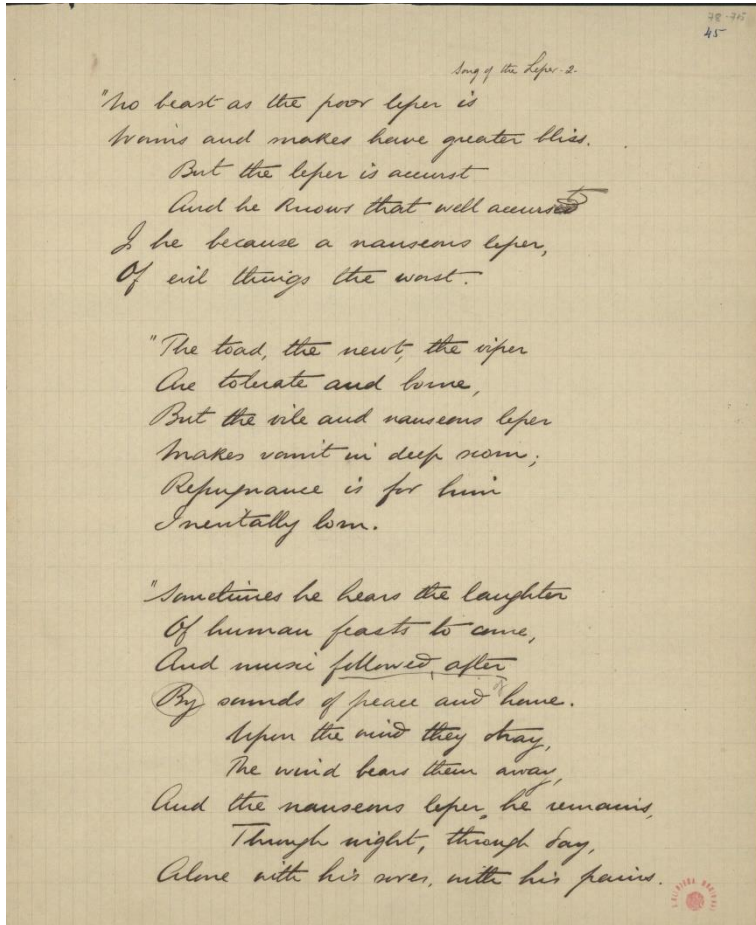 78-715
45
Song of the Leper - 2.
"No beast as the poor leper is
Worms and snakes have greater bliss.
But the leper is accurst
And he knows that well accurst
Is he because a nauseous leper,
Of evil things the worst.
"The toad, the newt, the viper
Are tolerate and borne,
But the vile and nauseous leper
Makes vomit in deep scorn;
Repugnance is for him
Inevitally born.
"Sometimes he hears the laughter
Of human feasts to come,
And music followed, after
By sounds of peace and home.
Upon the wind they stray,
The wind bears them away,
And the nauseous leper, he remains,
Through night, through day,
Alone with his sores, with his pains.